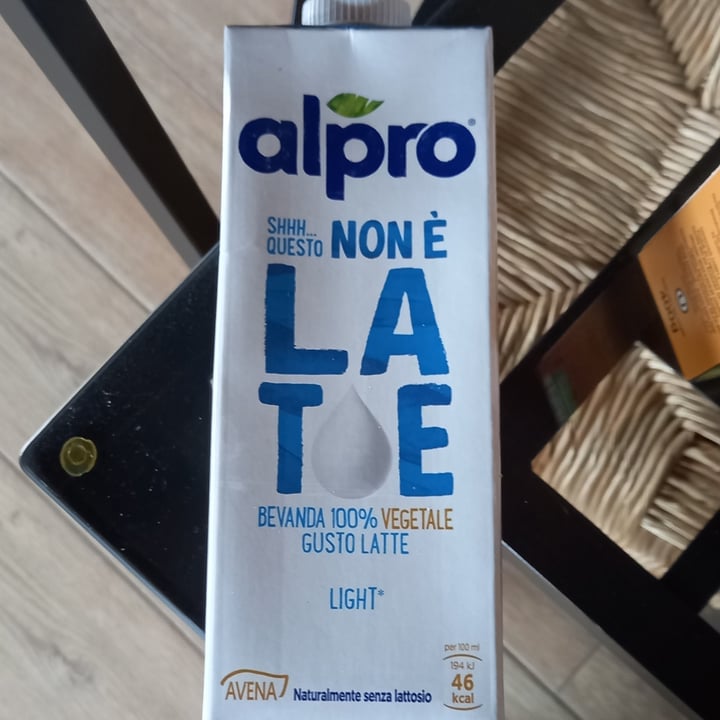 alpro®
SHHH...
QUESTO NON È
LA
TE
BEVANDA 100% VEGETALE
GUSTO LATTE
LIGHT*
per 100 ml
194 kJ
46
kcal
AVENA
Naturalmente senza lattosio